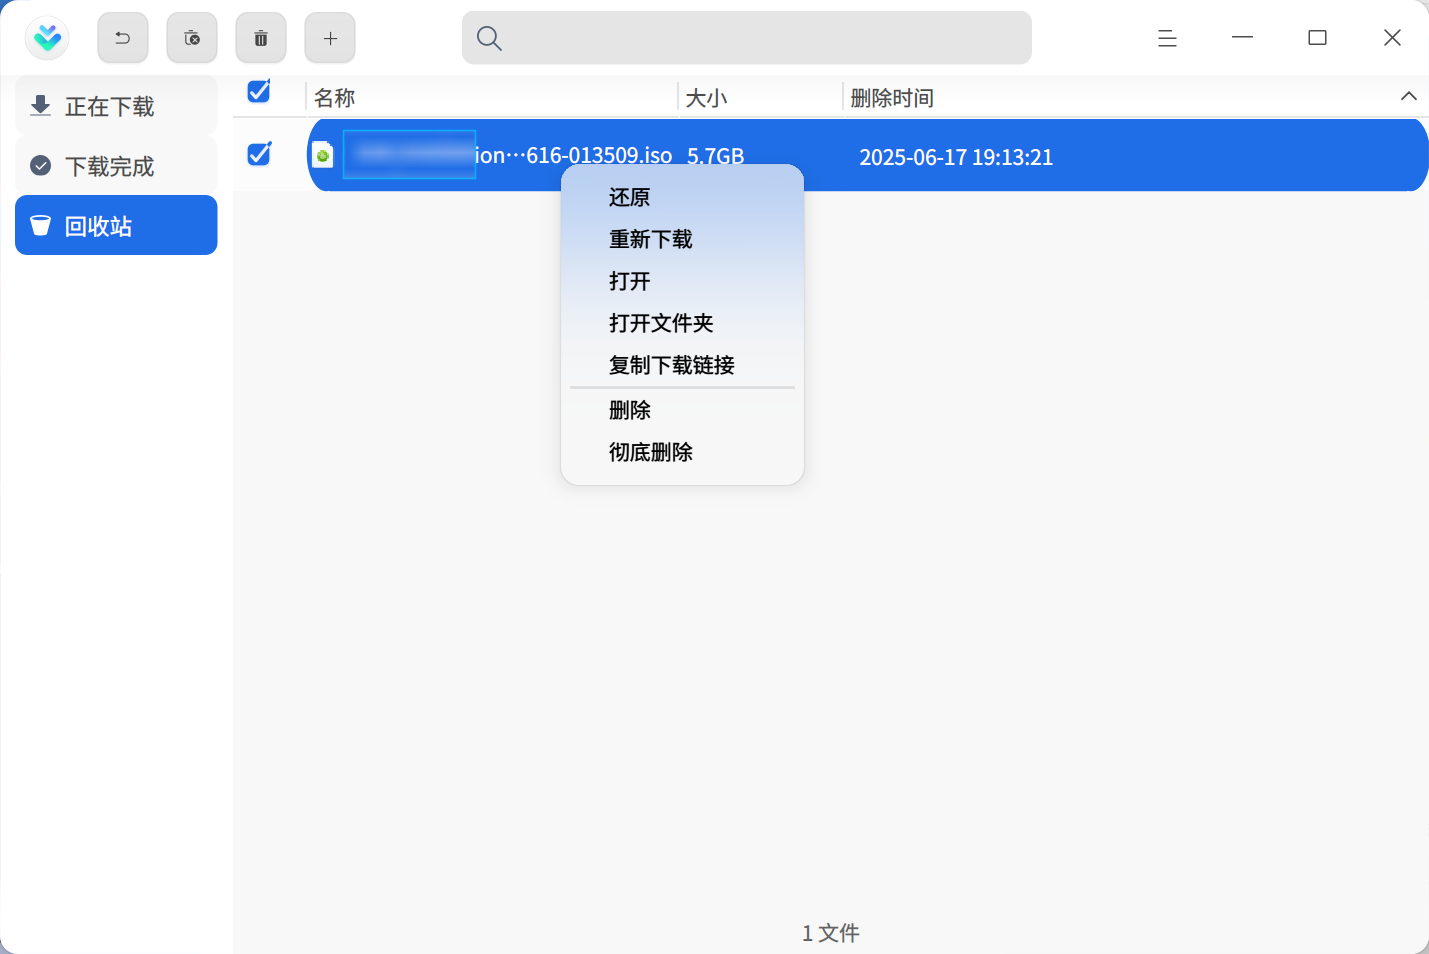 正在下载
下载完成
回收站
名称 大小 删除时间
ion···616-013509.iso 5.7GB 2025-06-17 19:13:21
还原
重新下载
打开
打开文件夹
复制下载链接
删除
彻底删除
1 文件